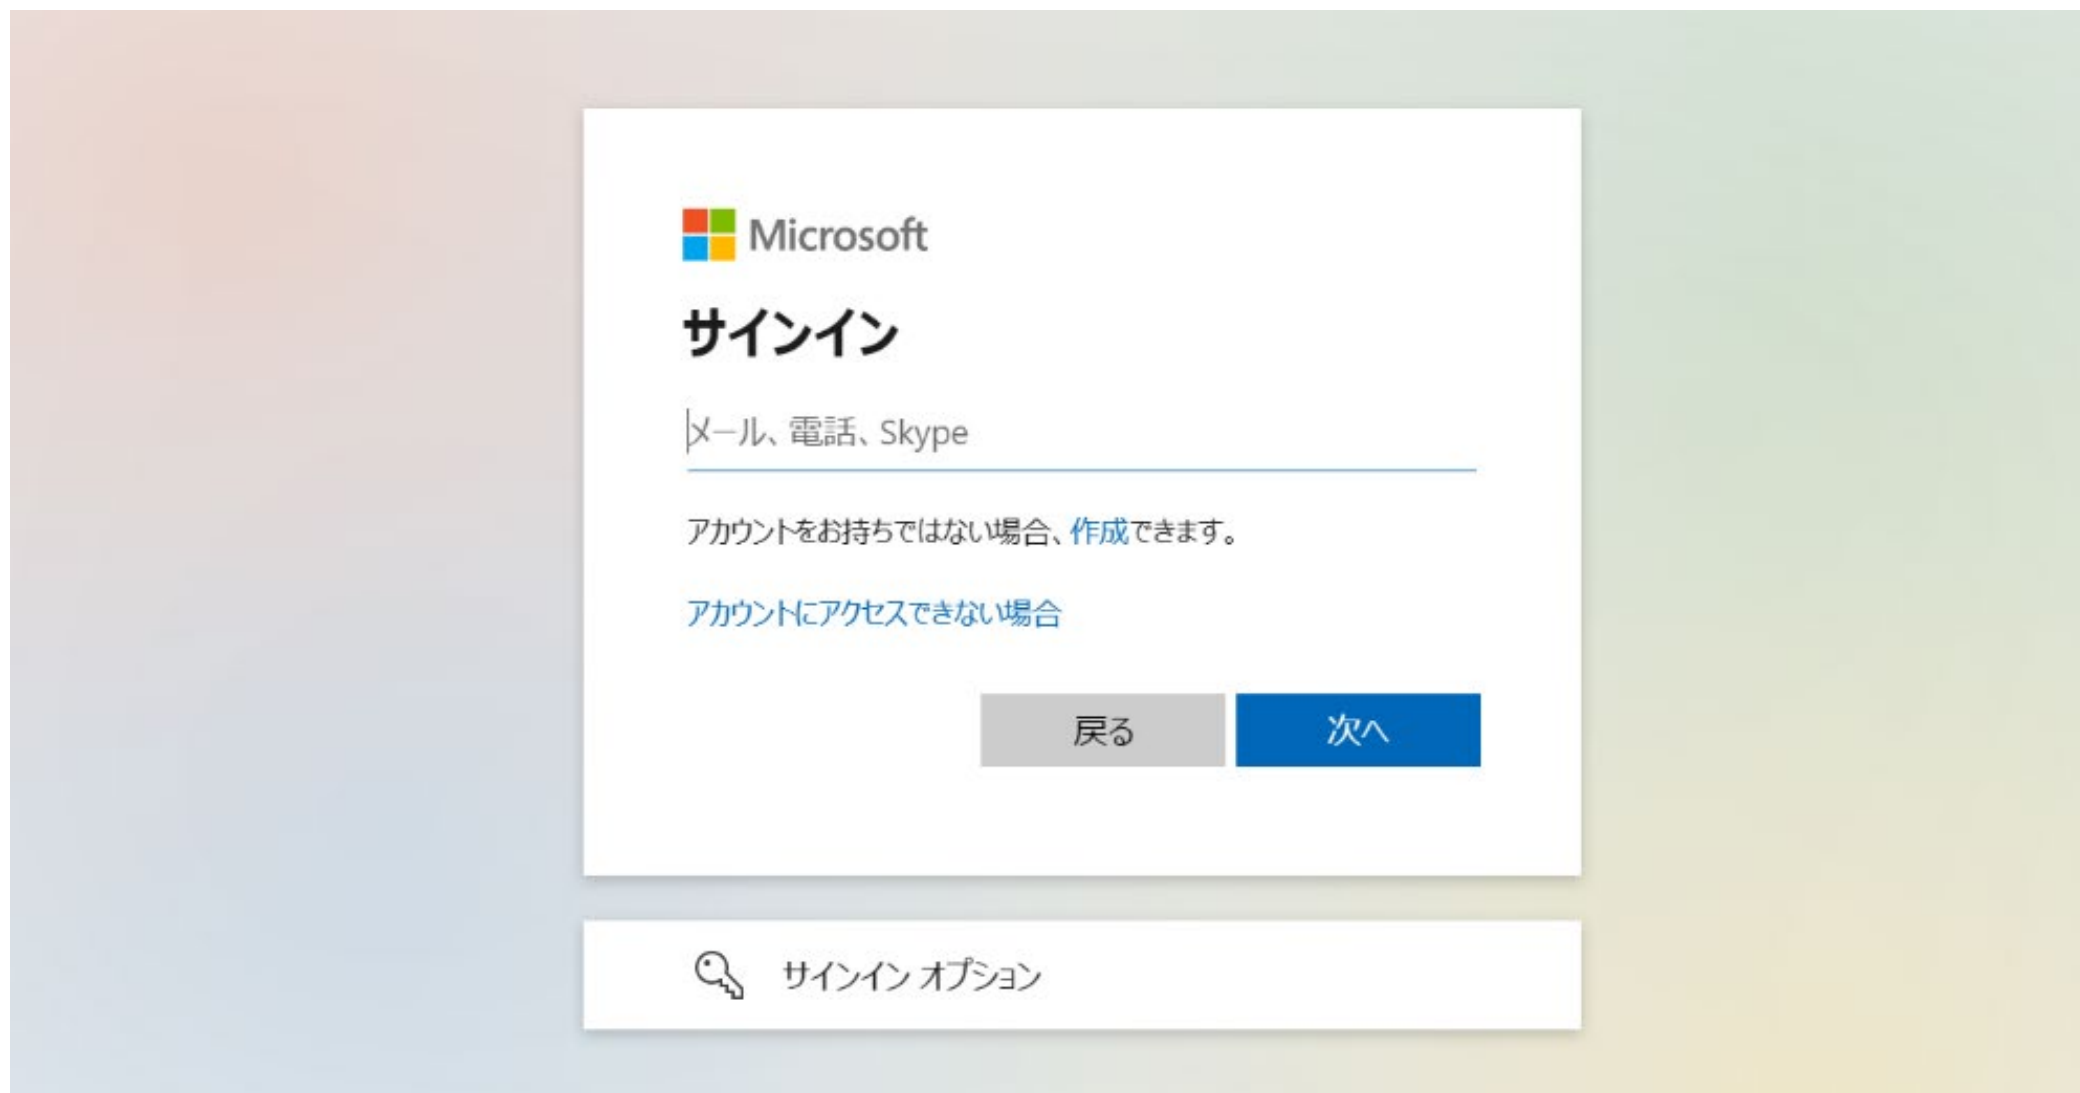 Microsoft
サインイン
メール、電話、Skype
アカウントをお持ちではない場合、作成できます。
アカウントにアクセスできない場合
戻る
次へ
サインイン オプション